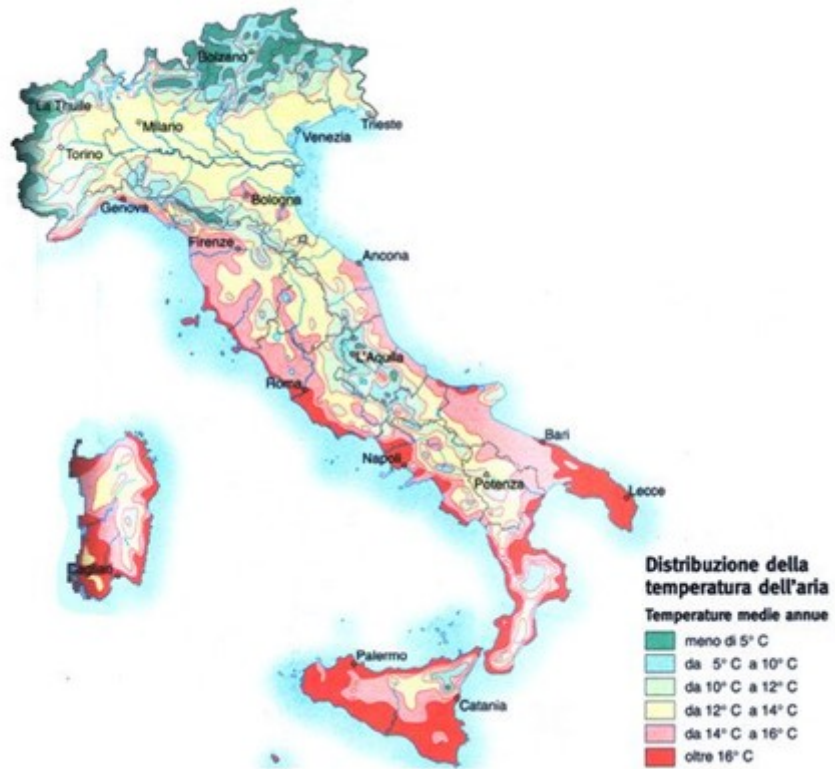 Bolzano
La Thuile
Milano
Trieste
Venezia
Torino
Bologna
Genova
Firenze
Ancona
L'Aquila
Roma
Bari
Napoli
Potenza
Lecce
Cagliari
Palermo
Catania
Distribuzione della
temperatura dell'aria
Temperature medie annue
meno di 5° C
da 5° C a 10° C
da 10° C a 12° C
da 12° C a 14° C
da 14° C a 16° C
oltre 16° C